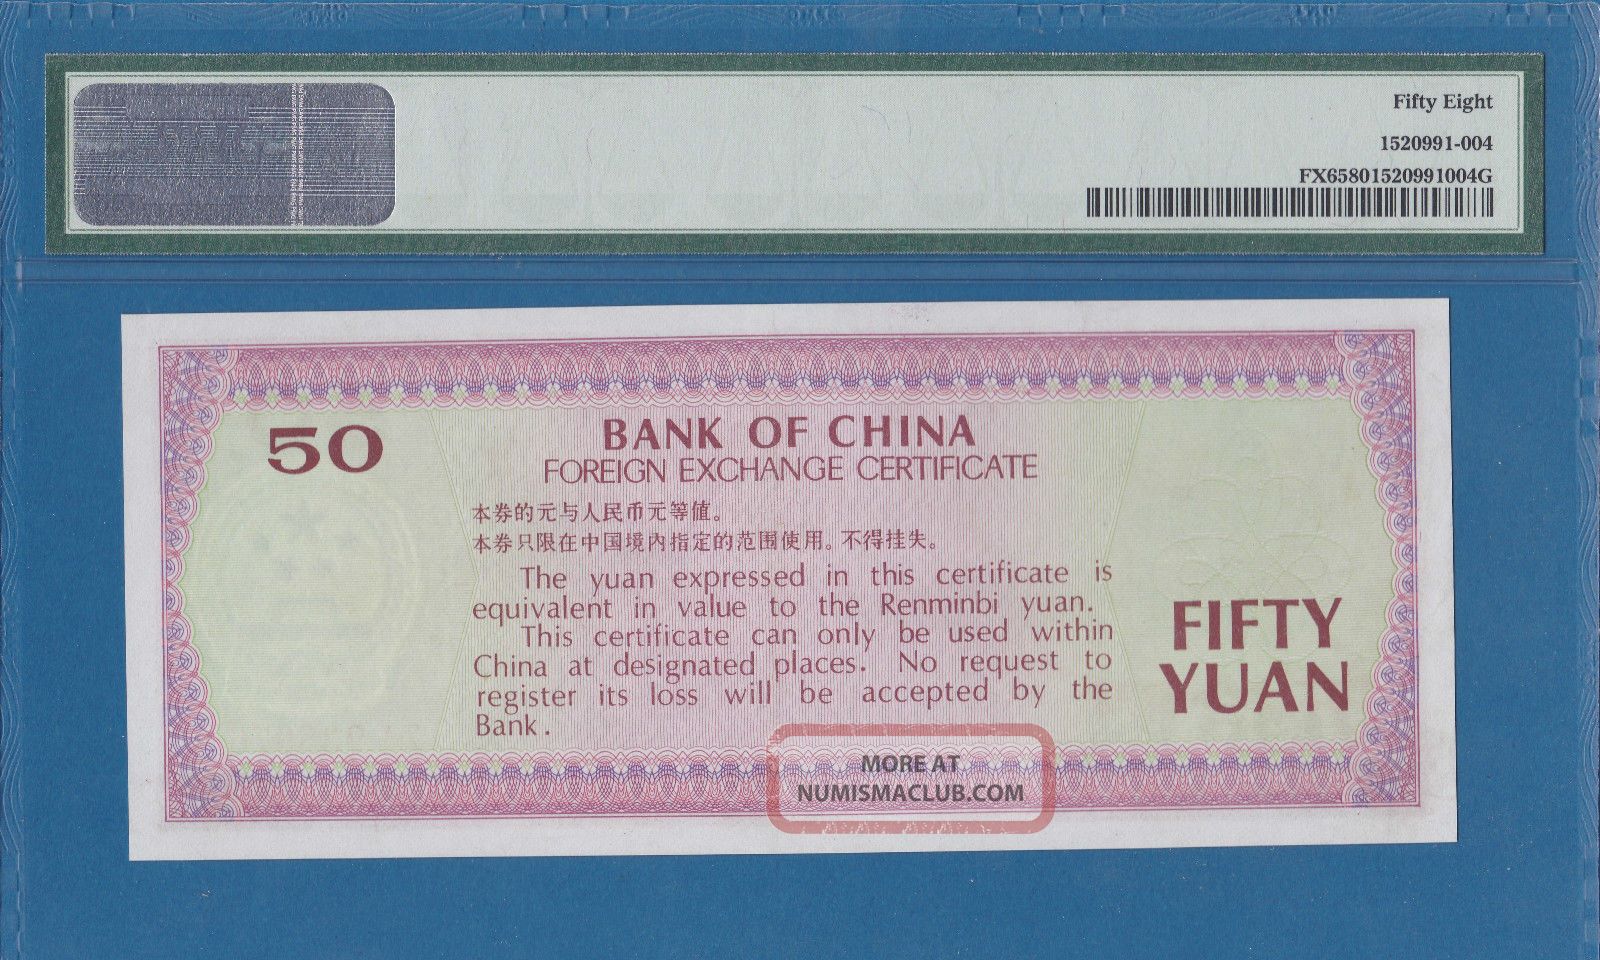 Fifty Eight
1520991-004
FX65801520991004G
50
BANK OF CHINA
FOREIGN EXCHANGE CERTIFICATE
本券的元与人民币元等值。
本券只限在中国境内指定的范围使用。不得挂失。
The yuan expressed in this certificate is
equivalent in value to the Renminbi yuan.
This certificate can only be used within
China at designated places. No request to
register its loss will be accepted by the
Bank.
FIFTY
YUAN
MORE AT
NUMISMACLUB.COM